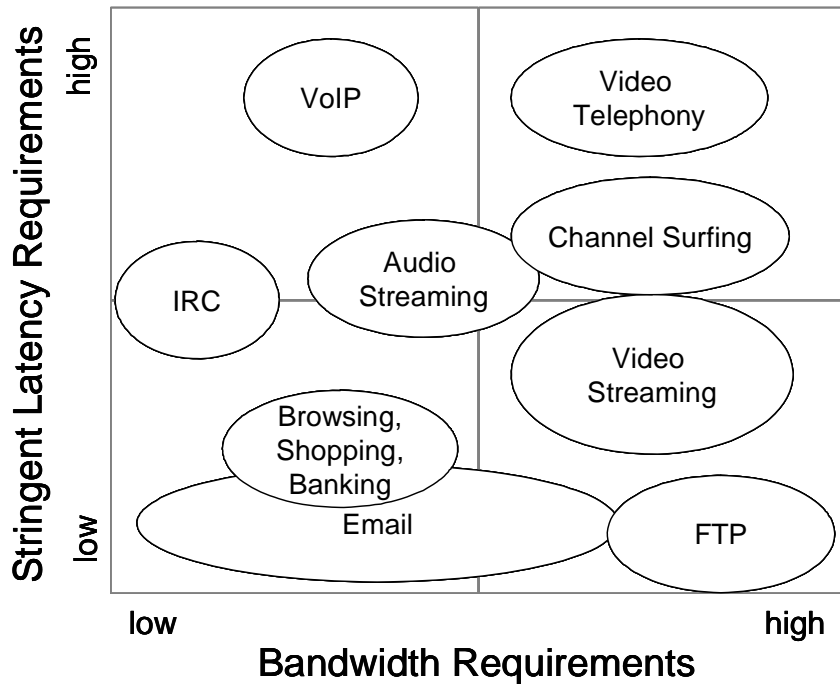 Stringent Latency Requirements
high
low
VoIP
Video
Telephony
Channel Surfing
Audio
Streaming
IRC
Video
Streaming
Browsing,
Shopping,
Banking
Email
FTP
low
high
Bandwidth Requirements